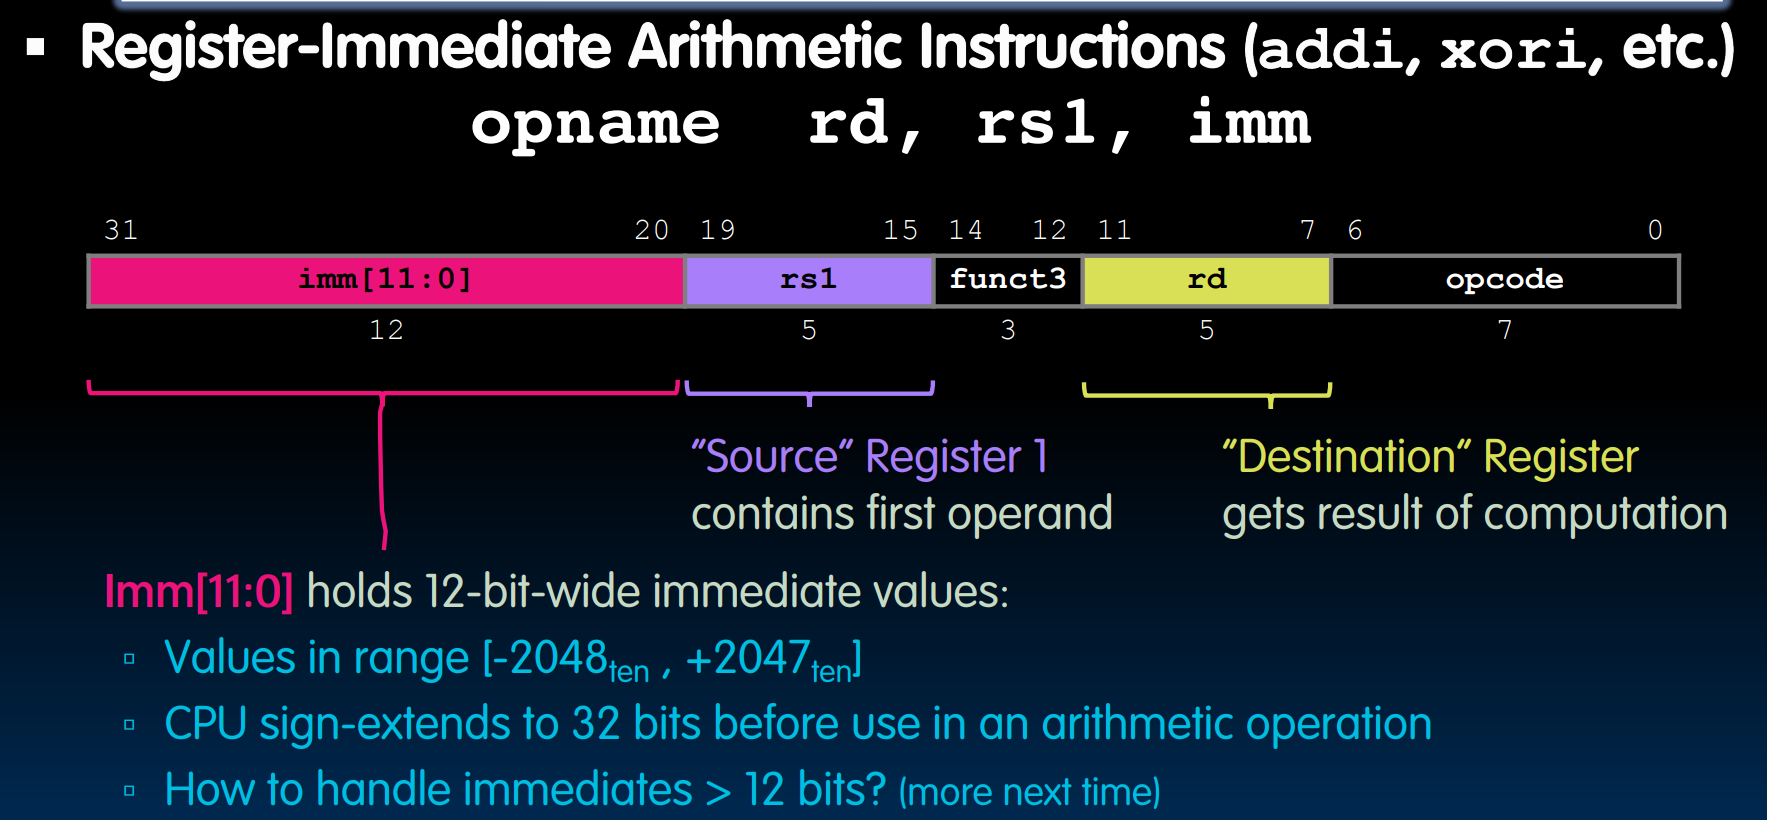 ▪ Register-Immediate Arithmetic Instructions (addi, xori, etc.)
opname rd, rs1, imm
31 20 19 15 14 12 11 7 6 0
imm[11:0] rs1 funct3 rd opcode
12 5 3 5 7
"Source" Register 1 "Destination" Register
contains first operand gets result of computation
Imm[11:0] holds 12-bit-wide immediate values:
▫ Values in range [-2048ten , +2047ten]
▫ CPU sign-extends to 32 bits before use in an arithmetic operation
▫ How to handle immediates > 12 bits? (more next time)